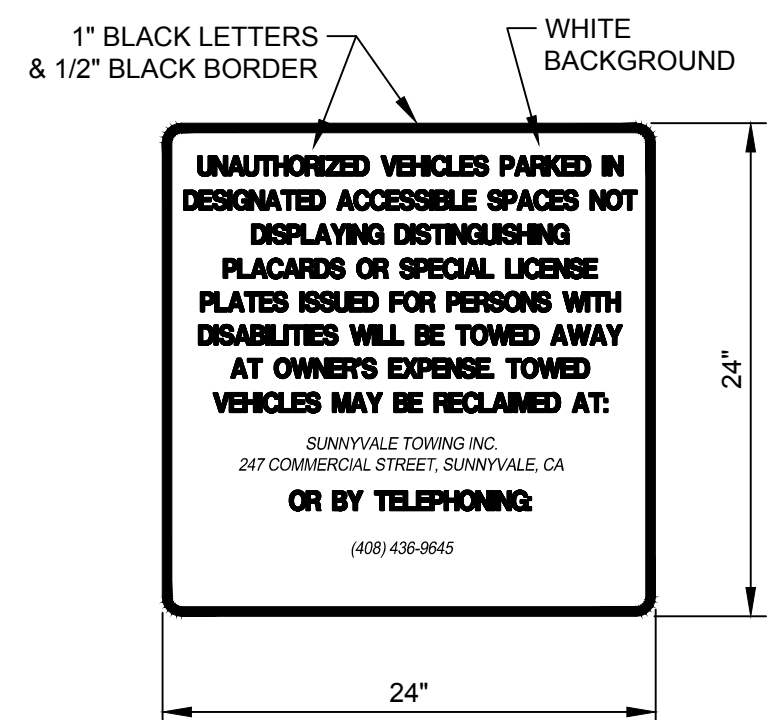 1" BLACK LETTERS
& 1/2" BLACK BORDER
WHITE
BACKGROUND
UNAUTHORIZED VEHICLES PARKED IN
DESIGNATED ACCESSIBLE SPACES NOT
DISPLAYING DISTINGUISHING
PLACARDS OR SPECIAL LICENSE
PLATES ISSUED FOR PERSONS WITH
DISABILITIES WILL BE TOWED AWAY
AT OWNER'S EXPENSE. TOWED
VEHICLES MAY BE RECLAIMED AT:
SUNNYVALE TOWING INC.
247 COMMERCIAL STREET, SUNNYVALE, CA
OR BY TELEPHONING:
(408) 436-9645
24"
24"